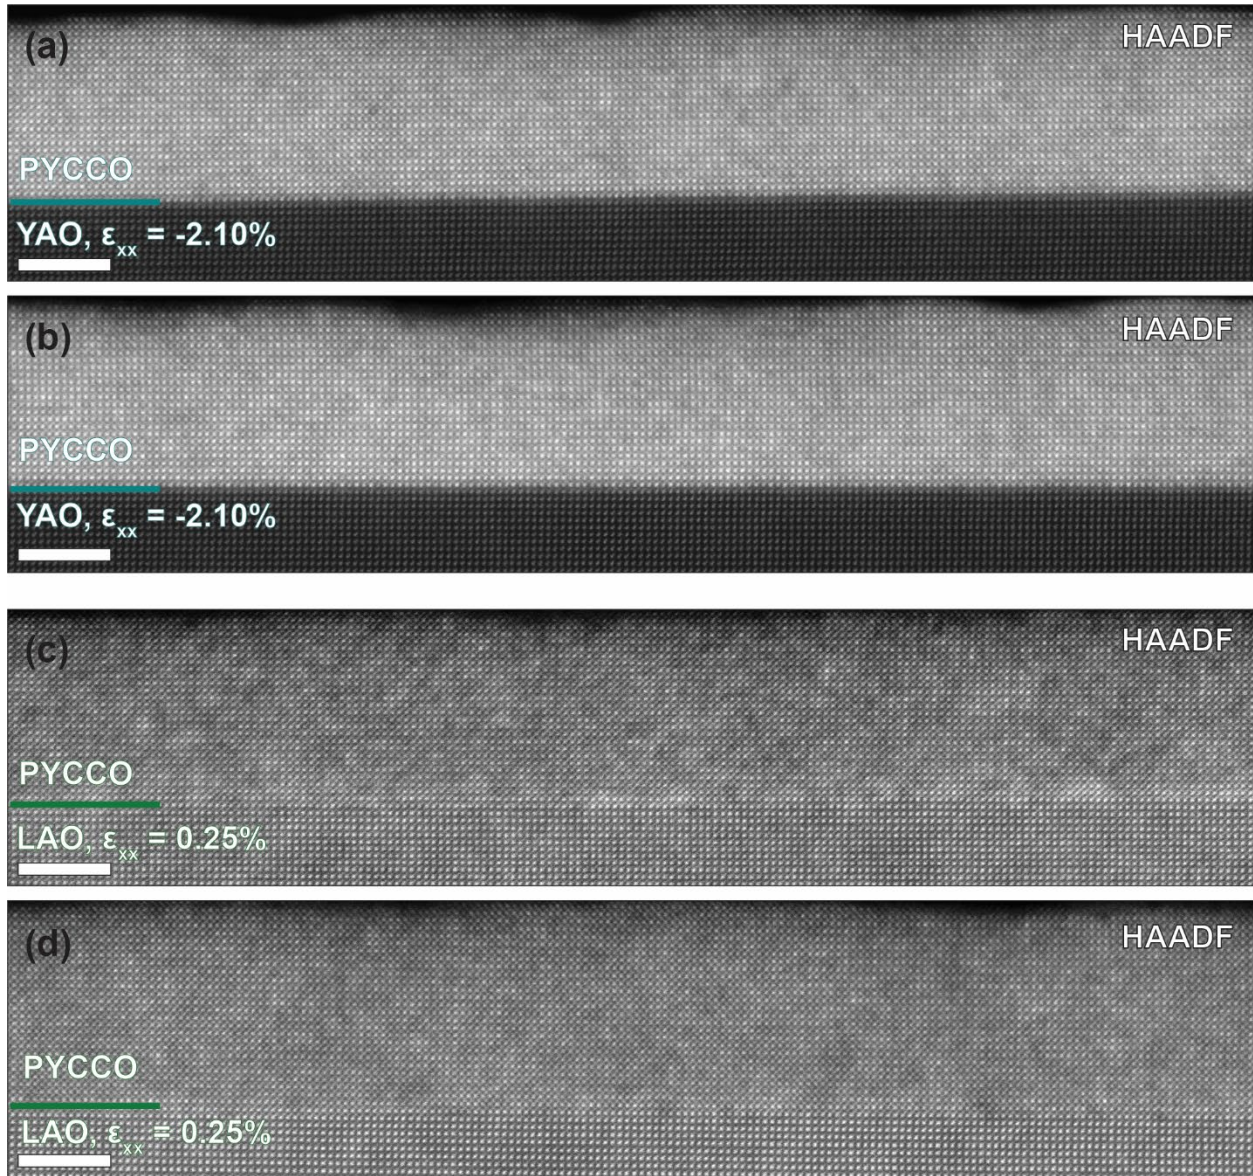 (a)
HAADF
PYCCO
YAO, εxx = -2.10%
(b)
HAADF
PYCCO
YAO, εxx = -2.10%
(c)
HAADF
PYCCO
LAO, εxx = 0.25%
(d)
HAADF
PYCCO
LAO, εxx = 0.25%